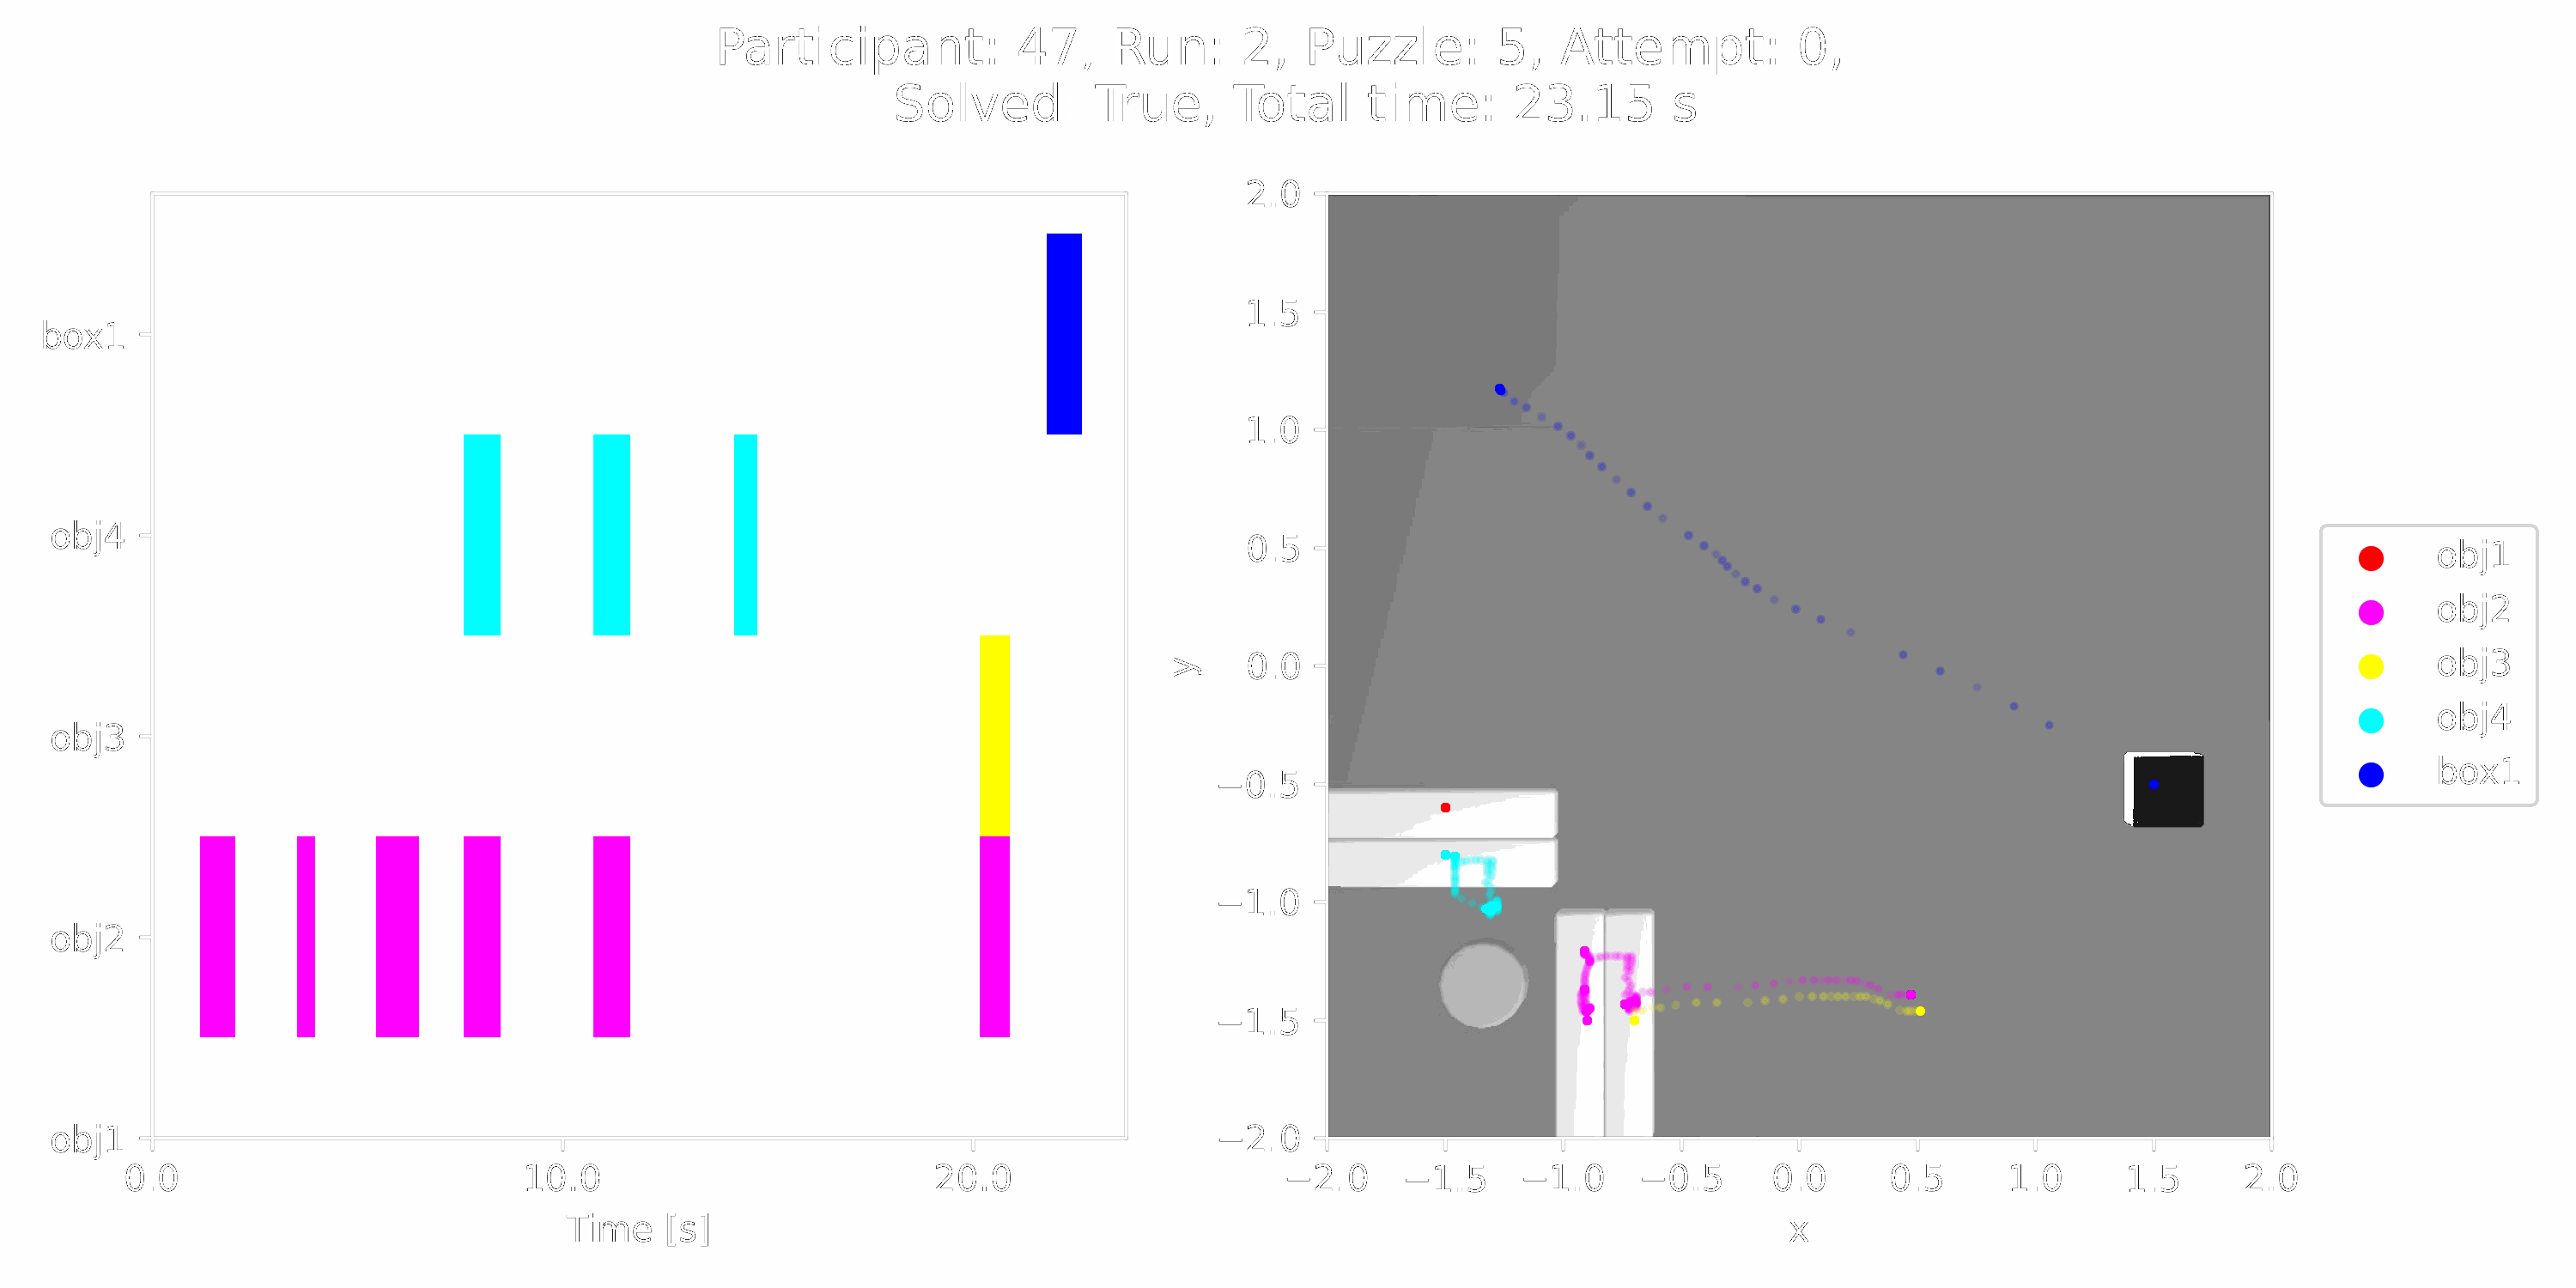 Participant: 47, Run: 2, Puzzle: 5, Attempt: 0,
Solved True, Total time: 23.15 s
box1
obj4
obj3
obj2
obj1
0.0 10.0 20.0
Time [s]
2.0
1.5
1.0
0.5
0.0
−0.5
−1.0
−1.5
−2.0
y
−2.0 −1.5 −1.0 −0.5 0.0 0.5 1.0 1.5 2.0
x
obj1
obj2
obj3
obj4
box1